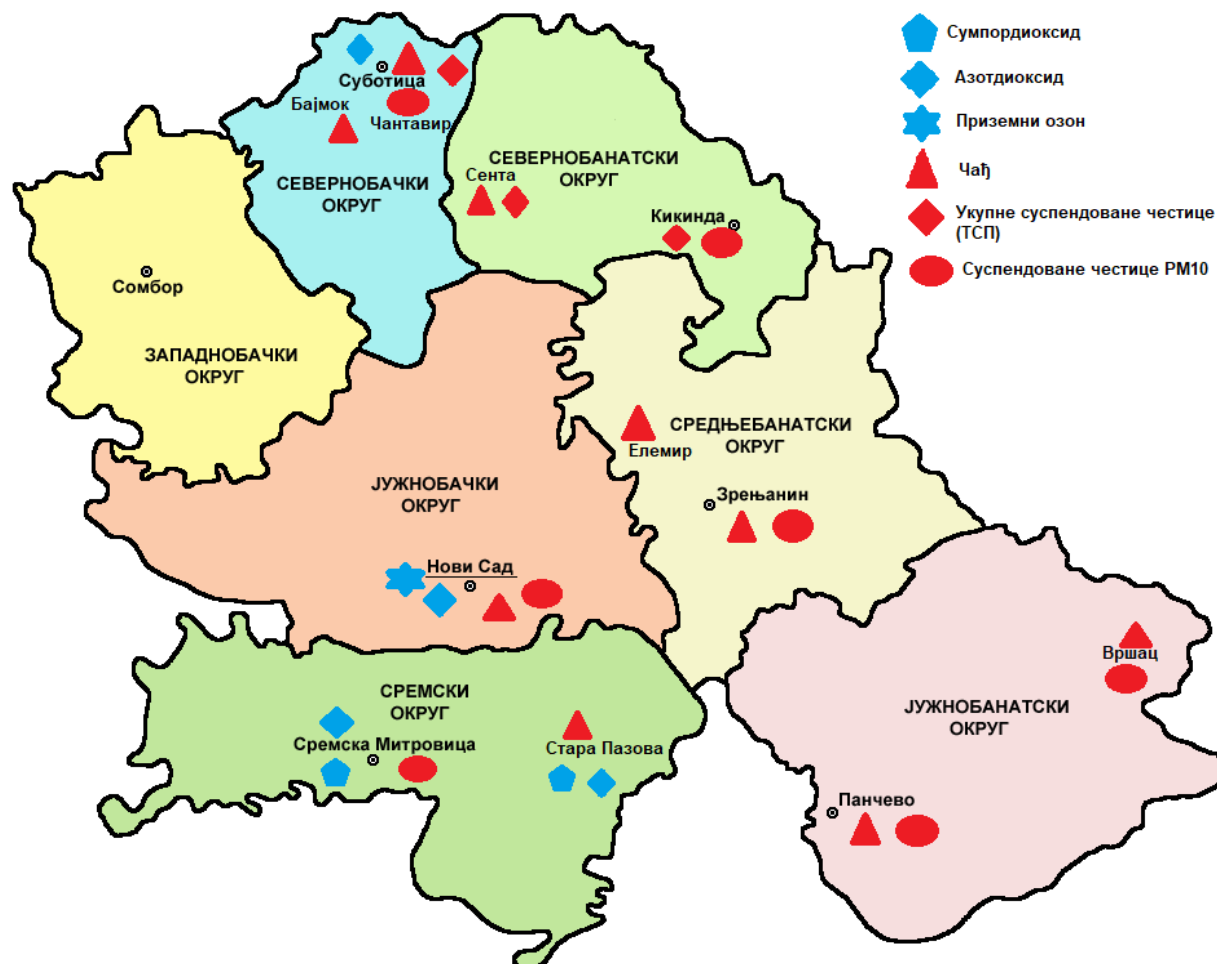 Сумпордиоксид
Азотдиоксид
Приземни озон
Чађ
Укупне суспендоване честице
(ТСП)
Суспендоване честице PM10
Суботица
Бајмок
Чантавир
СЕВЕРНОБАЧКИ
ОКРУГ
СЕВЕРНОБАНАТСКИ
ОКРУГ
Сента
Кикинда
Сомбор
ЗАПАДНОБАЧКИ
ОКРУГ
СРЕДЊЕБАНАТСКИ
ОКРУГ
Елемир
Зрењанин
ЈУЖНОБАЧКИ
ОКРУГ
Нови Сад
СРЕМСКИ
ОКРУГ
Сремска Митровица
Стара Пазова
Вршац
ЈУЖНОБАНАТСКИ
ОКРУГ
Панчево